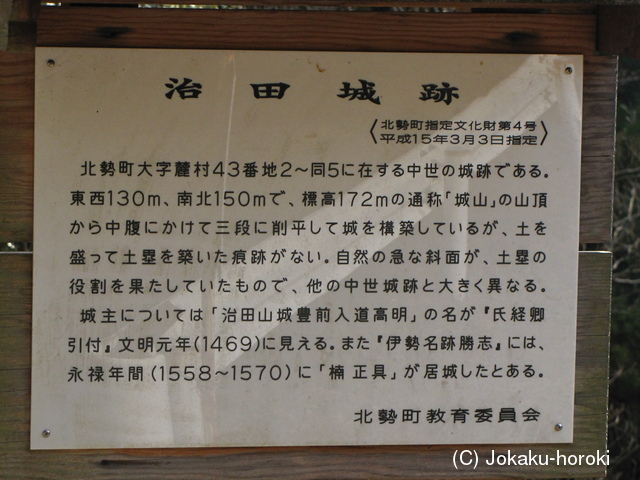 治田城跡
北勢町指定文化財第4号
平成15年3月3日指定
北勢町大字麓村43番地2〜同5に在する中世の城跡である。
東西130m、南北150mで、標高172mの通称「城山」の山頂
から中腹にかけて三段に削平して城を構築しているが、土を
盛って土塁を築いた痕跡がない。自然の急な斜面が、土塁の
役割を果たしていたもので、他の中世城跡と大きく異なる。
城主については「治田山城豊前入道高明」の名が『氏経卿
引付』文明元年(1469)に見える。また『伊勢名跡勝志』には、
永禄年間(1558〜1570)に「楠 正具」が居城したとある。
北勢町教育委員会
(C) Jokaku-horoki